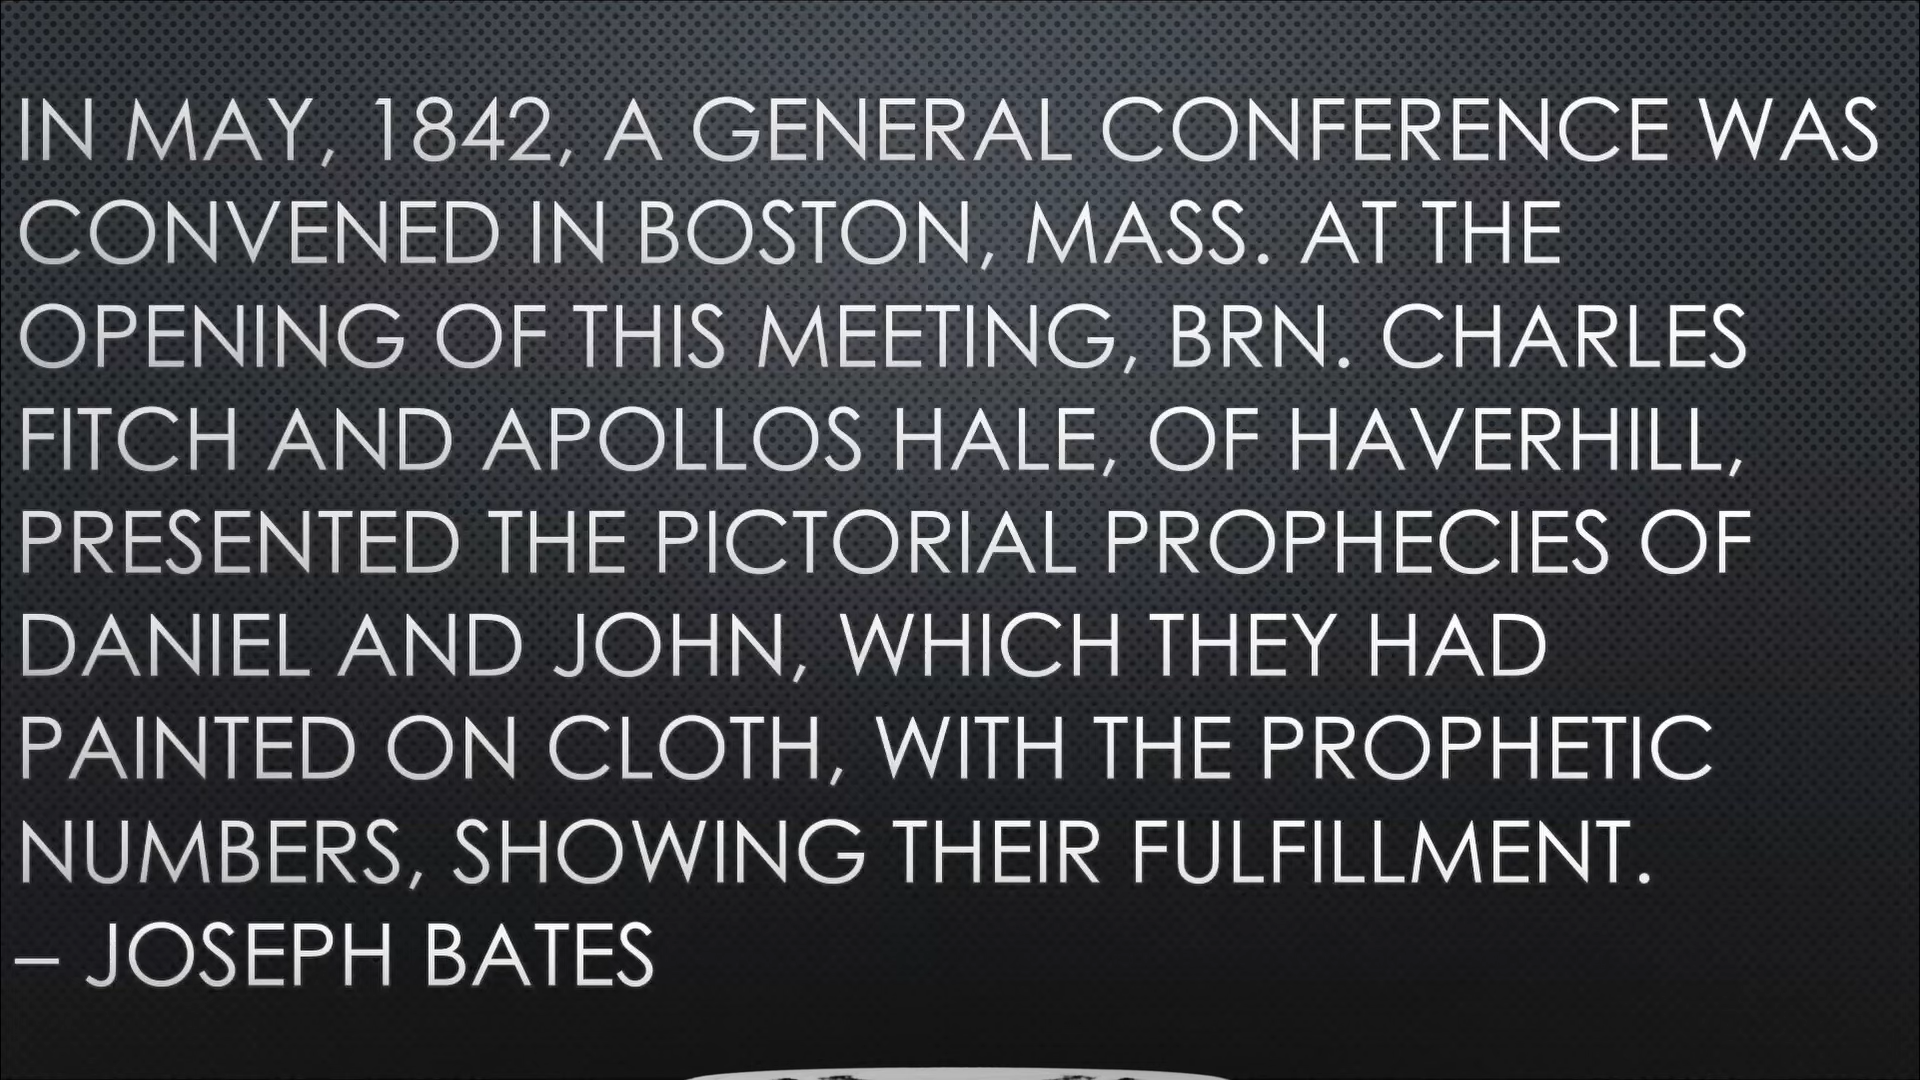 IN MAY, 1842, A GENERAL CONFERENCE WAS
CONVENED IN BOSTON, MASS. AT THE
OPENING OF THIS MEETING, BRN. CHARLES
FITCH AND APOLLOS HALE, OF HAVERHILL,
PRESENTED THE PICTORIAL PROPHECIES OF
DANIEL AND JOHN, WHICH THEY HAD
PAINTED ON CLOTH, WITH THE PROPHETIC
NUMBERS, SHOWING THEIR FULFILLMENT.
– JOSEPH BATES